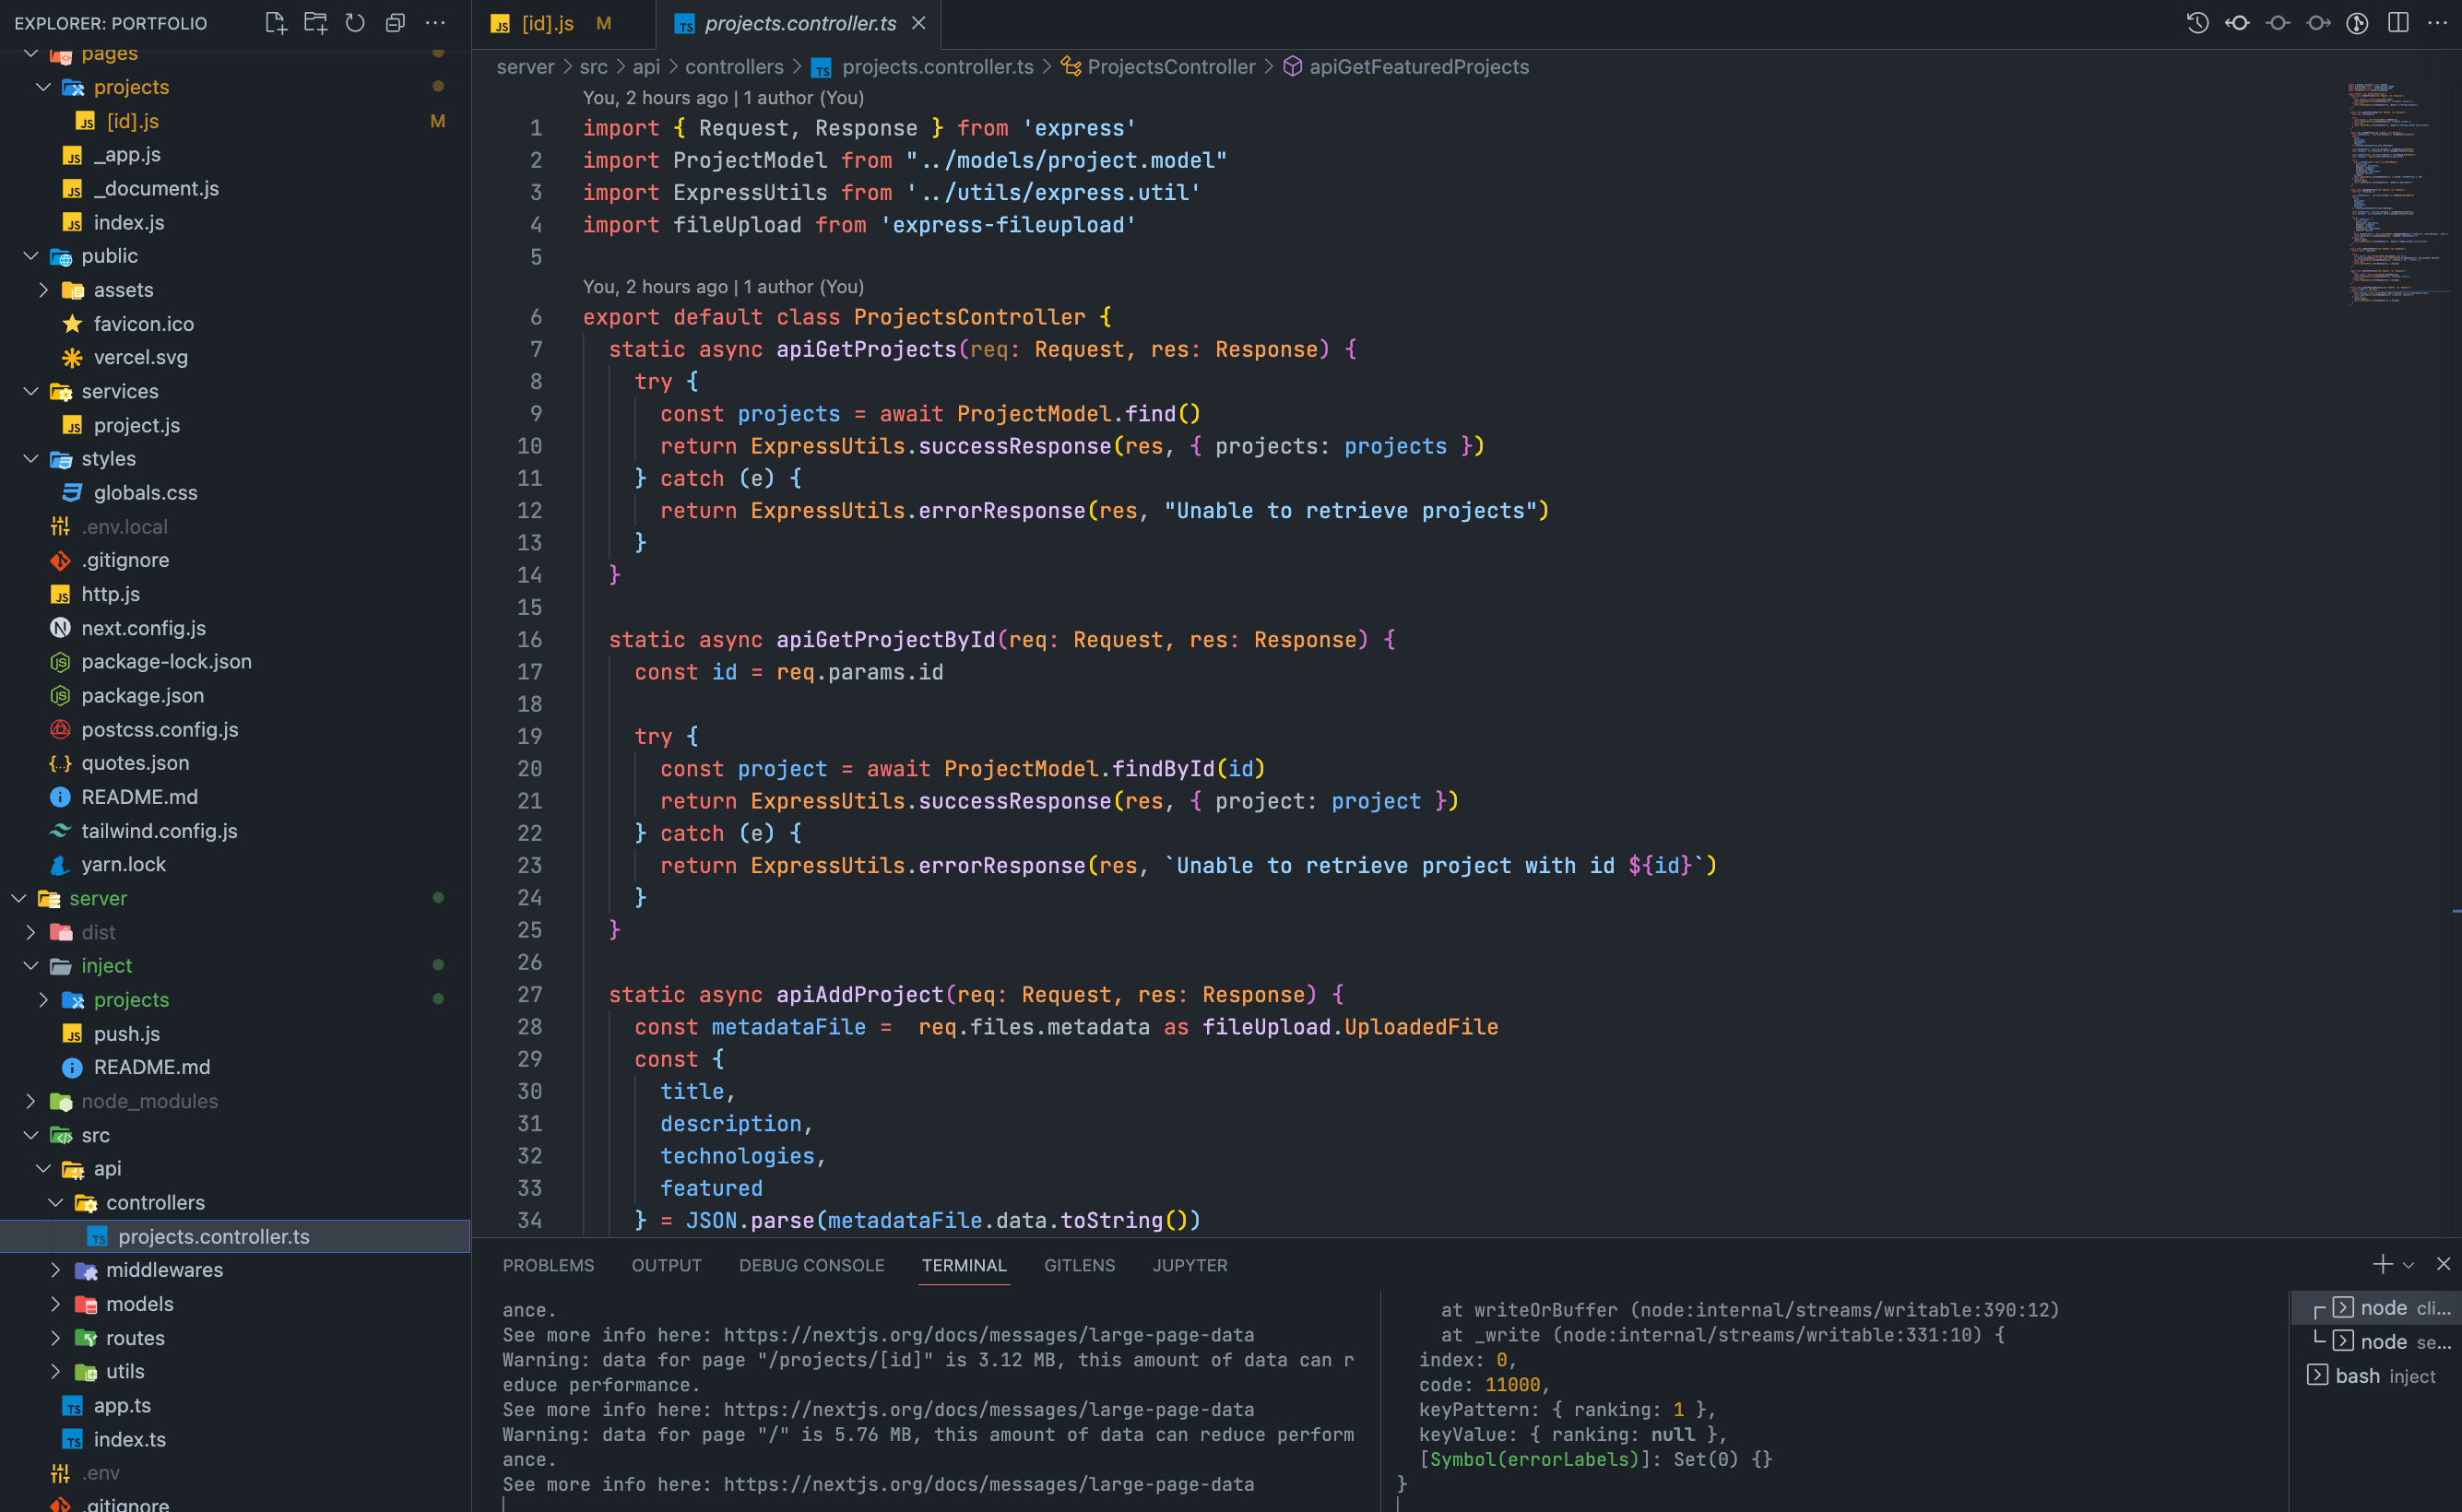 EXPLORER: PORTFOLIO
pages
projects
[id].js M
_app.js
_document.js
index.js
public
assets
favicon.ico
vercel.svg
services
project.js
styles
globals.css
.env.local
.gitignore
http.js
next.config.js
package-lock.json
package.json
postcss.config.js
quotes.json
README.md
tailwind.config.js
yarn.lock
server
dist
inject
projects
push.js
README.md
node_modules
src
api
controllers
projects.controller.ts
middlewares
models
routes
utils
app.ts
index.ts
.env
.gitignore
[id].js M
projects.controller.ts
server > src > api > controllers > projects.controller.ts > ProjectsController > apiGetFeaturedProjects
You, 2 hours ago | 1 author (You)
1 import { Request, Response } from 'express'
2 import ProjectModel from "../models/project.model"
3 import ExpressUtils from '../utils/express.util'
4 import fileUpload from 'express-fileupload'
5
You, 2 hours ago | 1 author (You)
6 export default class ProjectsController {
7 static async apiGetProjects(req: Request, res: Response) {
8 try {
9 const projects = await ProjectModel.find()
10 return ExpressUtils.successResponse(res, { projects: projects })
11 } catch (e) {
12 return ExpressUtils.errorResponse(res, "Unable to retrieve projects")
13 }
14 }
15
16 static async apiGetProjectById(req: Request, res: Response) {
17 const id = req.params.id
18
19 try {
20 const project = await ProjectModel.findById(id)
21 return ExpressUtils.successResponse(res, { project: project })
22 } catch (e) {
23 return ExpressUtils.errorResponse(res, `Unable to retrieve project with id ${id}`)
24 }
25 }
26
27 static async apiAddProject(req: Request, res: Response) {
28 const metadataFile =  req.files.metadata as fileUpload.UploadedFile
29 const {
30 title,
31 description,
32 technologies,
33 featured
34 } = JSON.parse(metadataFile.data.toString())
PROBLEMS OUTPUT DEBUG CONSOLE TERMINAL GITLENS JUPYTER
ance.
See more info here: https://nextjs.org/docs/messages/large-page-data
Warning: data for page "/projects/[id]" is 3.12 MB, this amount of data can r
educe performance.
See more info here: https://nextjs.org/docs/messages/large-page-data
Warning: data for page "/" is 5.76 MB, this amount of data can reduce perform
ance.
See more info here: https://nextjs.org/docs/messages/large-page-data
at writeOrBuffer (node:internal/streams/writable:390:12)
at _write (node:internal/streams/writable:331:10) {
index: 0,
code: 11000,
keyPattern: { ranking: 1 },
keyValue: { ranking: null },
[Symbol(errorLabels)]: Set(0) {}
}
node cli...
node se...
bash inject